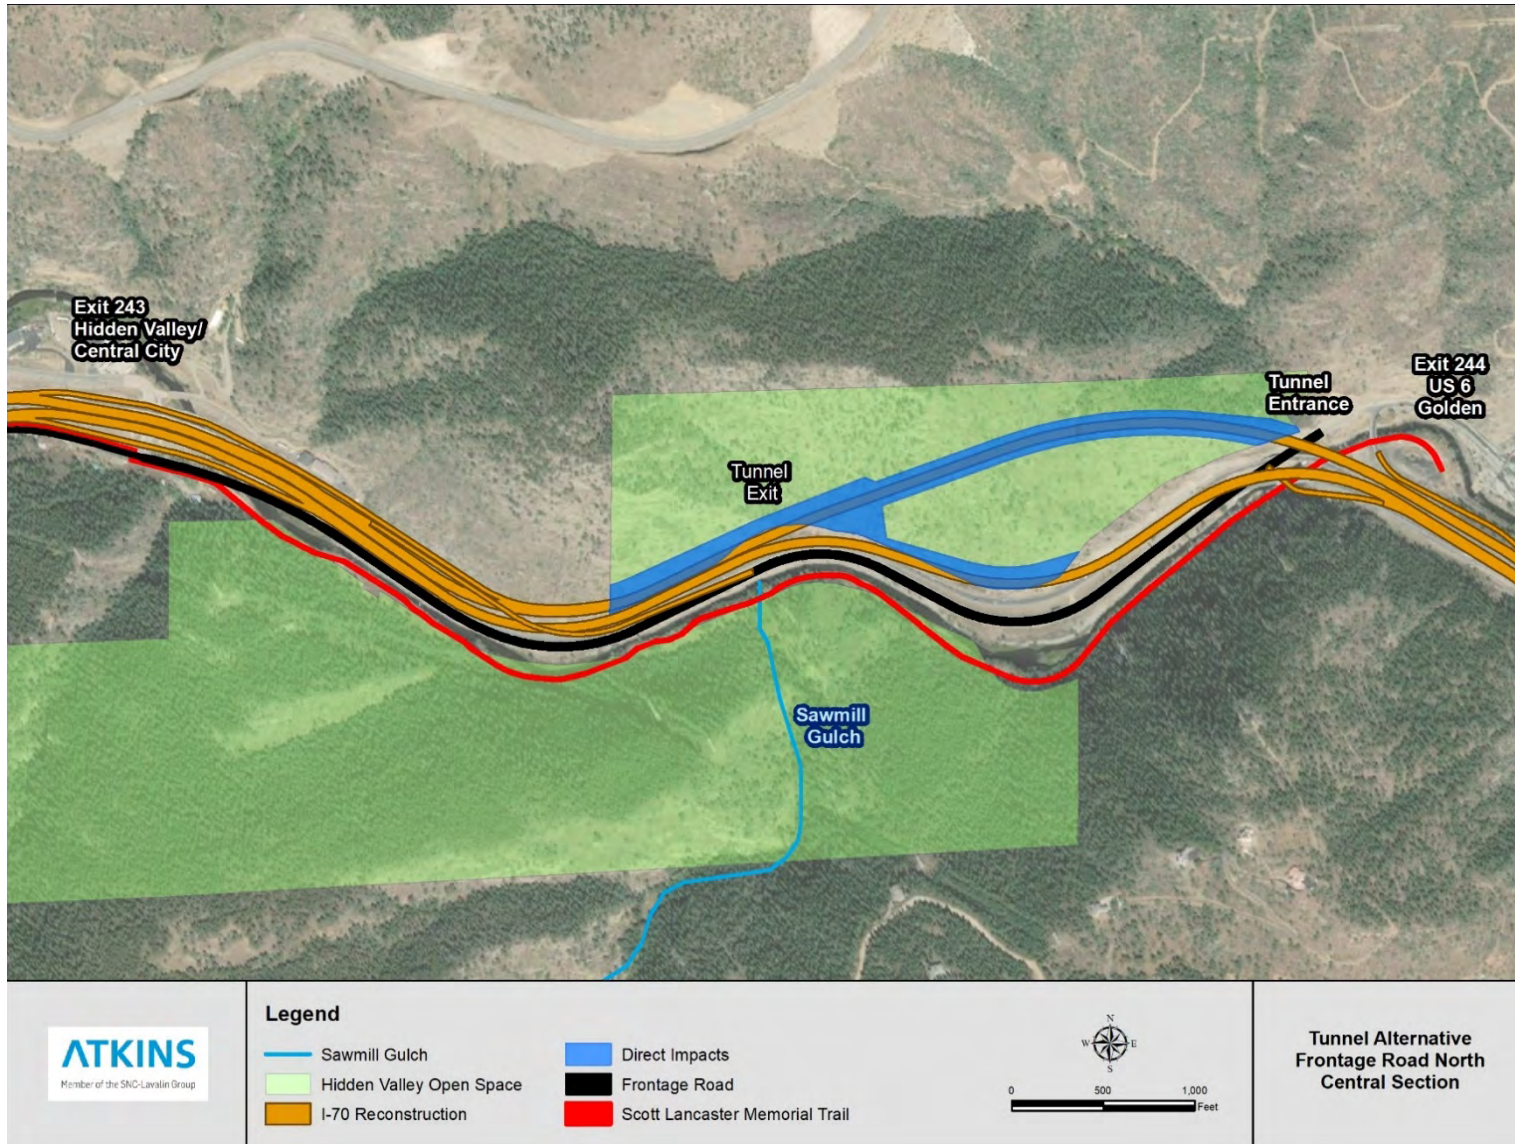 Exit 243
Hidden Valley/
Central City
Exit 244
US 6
Golden
Tunnel
Entrance
Tunnel
Exit
Sawmill
Gulch
ATKINS
Member of the SNC-Lavalin Group
Legend
Sawmill Gulch
Hidden Valley Open Space
I-70 Reconstruction
Direct Impacts
Frontage Road
Scott Lancaster Memorial Trail
N
W E
S
0 500 1,000
Feet
Tunnel Alternative
Frontage Road North
Central Section